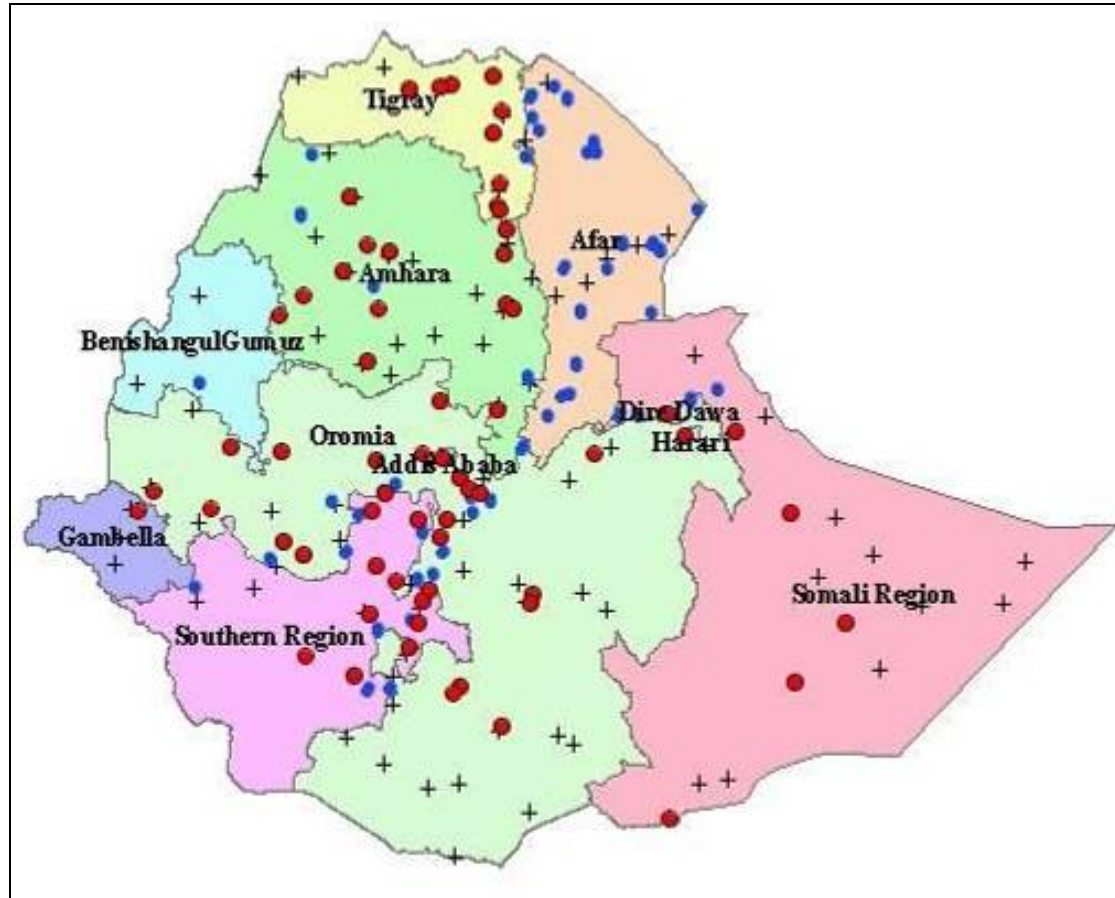 Tigray
Afar
Amhara
BenishangulGumuz
Dire Dawa
Oromia
Harari
Addis Ababa
Gambella
Somali Region
Southern Region